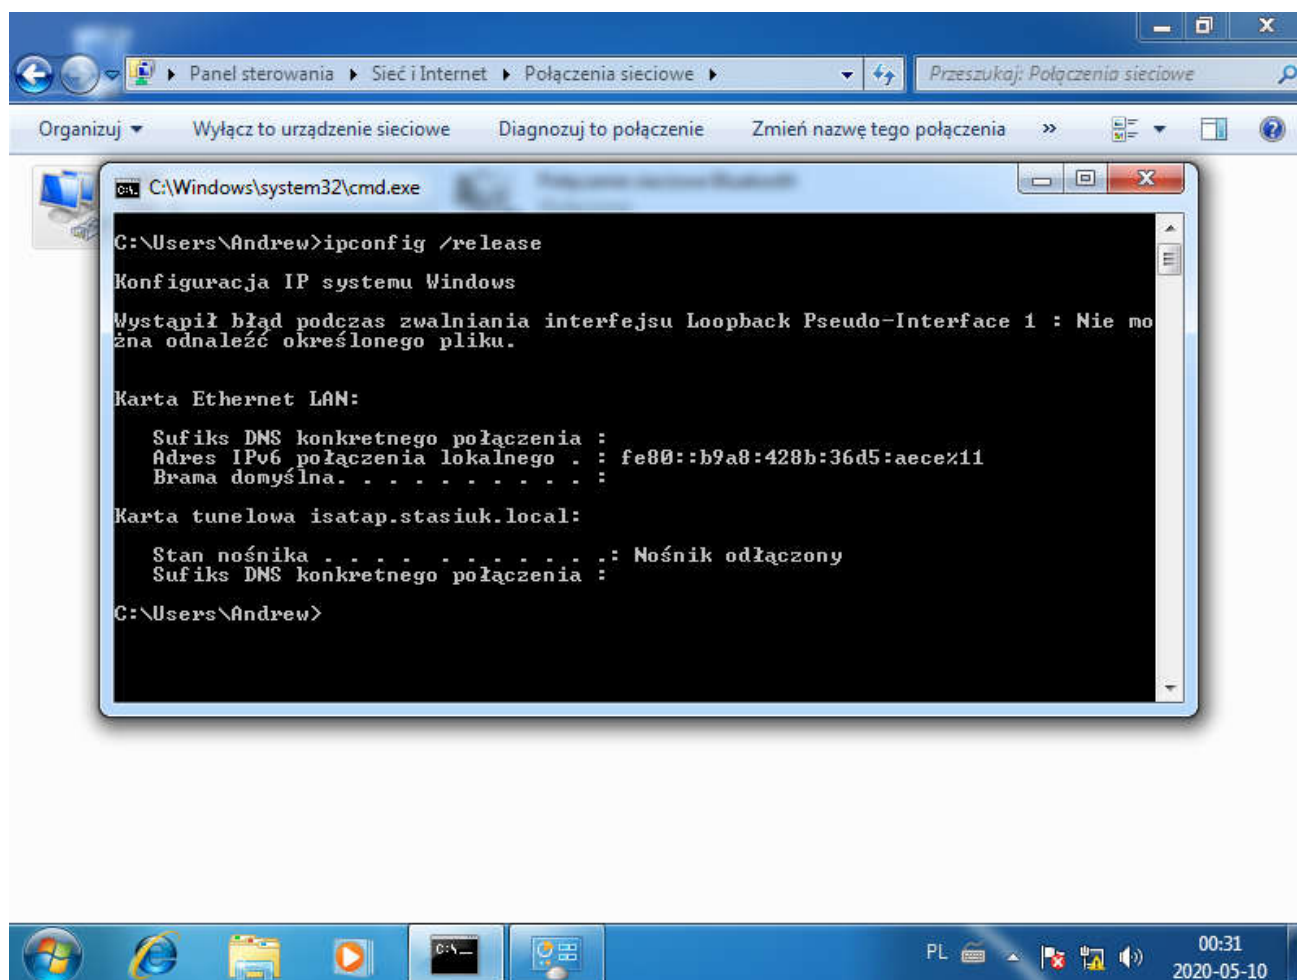 Panel sterowania Sieć i Internet Połączenia sieciowe Przeszukaj: Połączenia sieciowe
Organizuj Wyłącz to urządzenie sieciowe Diagnozuj to połączenie Zmień nazwę tego połączenia »
C:\Windows\system32\cmd.exe
C:\Users\Andrew>ipconfig /release
Konfiguracja IP systemu Windows
Wystąpił błąd podczas zwalniania interfejsu Loopback Pseudo-Interface 1 : Nie mo
żna odnaleźć określonego pliku.
Karta Ethernet LAN:
Sufiks DNS konkretnego połączenia :
Adres IPv6 połączenia lokalnego . : fe80::b9a8:428b:36d5:aece%11
Brama domyślna. . . . . . . . . . :
Karta tunelowa isatap.stasiuk.local:
Stan nośnika . . . . . . . . . . .: Nośnik odłączony
Sufiks DNS konkretnego połączenia :
C:\Users\Andrew>
C:\_
PL
00:31
2020-05-10